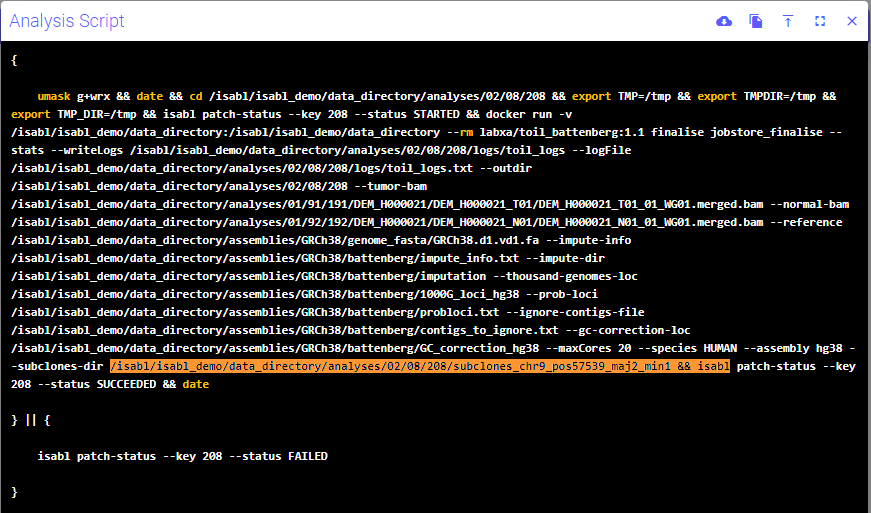 Analysis Script
{
umask g+wrx && date && cd /isabl/isabl_demo/data_directory/analyses/02/08/208 && export TMP=/tmp && export TMPDIR=/tmp &&
export TMP_DIR=/tmp && isabl patch-status --key 208 --status STARTED && docker run -v
/isabl/isabl_demo/data_directory:/isabl/isabl_demo/data_directory --rm labxa/toil_battenberg:1.1 finalise jobstore_finalise --
stats --writeLogs /isabl/isabl_demo/data_directory/analyses/02/08/208/logs/toil_logs --logFile
/isabl/isabl_demo/data_directory/analyses/02/08/208/logs/toil_logs.txt --outdir
/isabl/isabl_demo/data_directory/analyses/02/08/208 --tumor-bam
/isabl/isabl_demo/data_directory/analyses/01/91/191/DEM_H000021/DEM_H000021_T01/DEM_H000021_T01_01_WG01.merged.bam --normal-bam
/isabl/isabl_demo/data_directory/analyses/01/92/192/DEM_H000021/DEM_H000021_N01/DEM_H000021_N01_01_WG01.merged.bam --reference
/isabl/isabl_demo/data_directory/assemblies/GRCh38/genome_fasta/GRCh38.d1.vd1.fa --impute-info
/isabl/isabl_demo/data_directory/assemblies/GRCh38/battenberg/impute_info.txt --impute-dir
/isabl/isabl_demo/data_directory/assemblies/GRCh38/battenberg/imputation --thousand-genomes-loc
/isabl/isabl_demo/data_directory/assemblies/GRCh38/battenberg/1000G_loci_hg38 --prob-loci
/isabl/isabl_demo/data_directory/assemblies/GRCh38/battenberg/probloci.txt --ignore-contigs-file
/isabl/isabl_demo/data_directory/assemblies/GRCh38/battenberg/contigs_to_ignore.txt --gc-correction-loc
/isabl/isabl_demo/data_directory/assemblies/GRCh38/battenberg/GC_correction_hg38 --maxCores 20 --species HUMAN --assembly hg38 -
-subclones-dir /isabl/isabl_demo/data_directory/analyses/02/08/208/subclones_chr9_pos57539_maj2_min1 && isabl patch-status --key
208 --status SUCCEEDED && date
} || {
isabl patch-status --key 208 --status FAILED
}